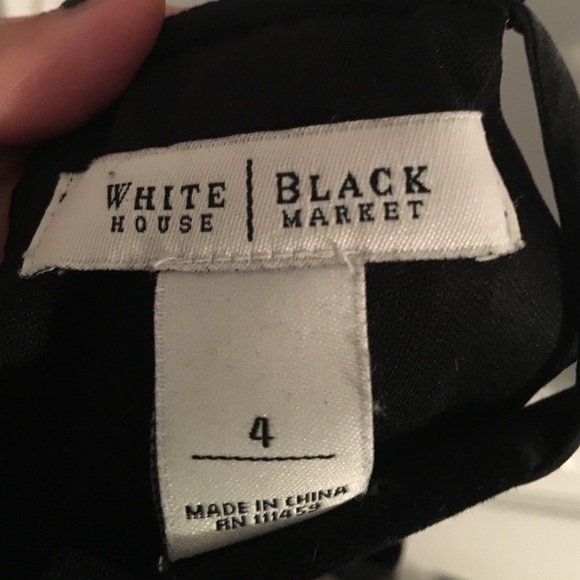 WHITE | BLACK
HOUSE | MARKET
4
MADE IN CHINA
RN 111459